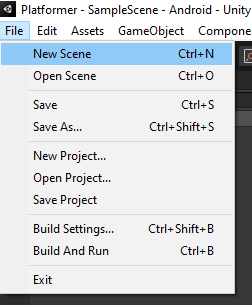 Platformer - SampleScene - Android - Unity
File Edit Assets GameObject Compone
New Scene Ctrl+N
Open Scene Ctrl+O
Save Ctrl+S
Save As... Ctrl+Shift+S
New Project...
Open Project...
Save Project
Build Settings... Ctrl+Shift+B
Build And Run Ctrl+B
Exit